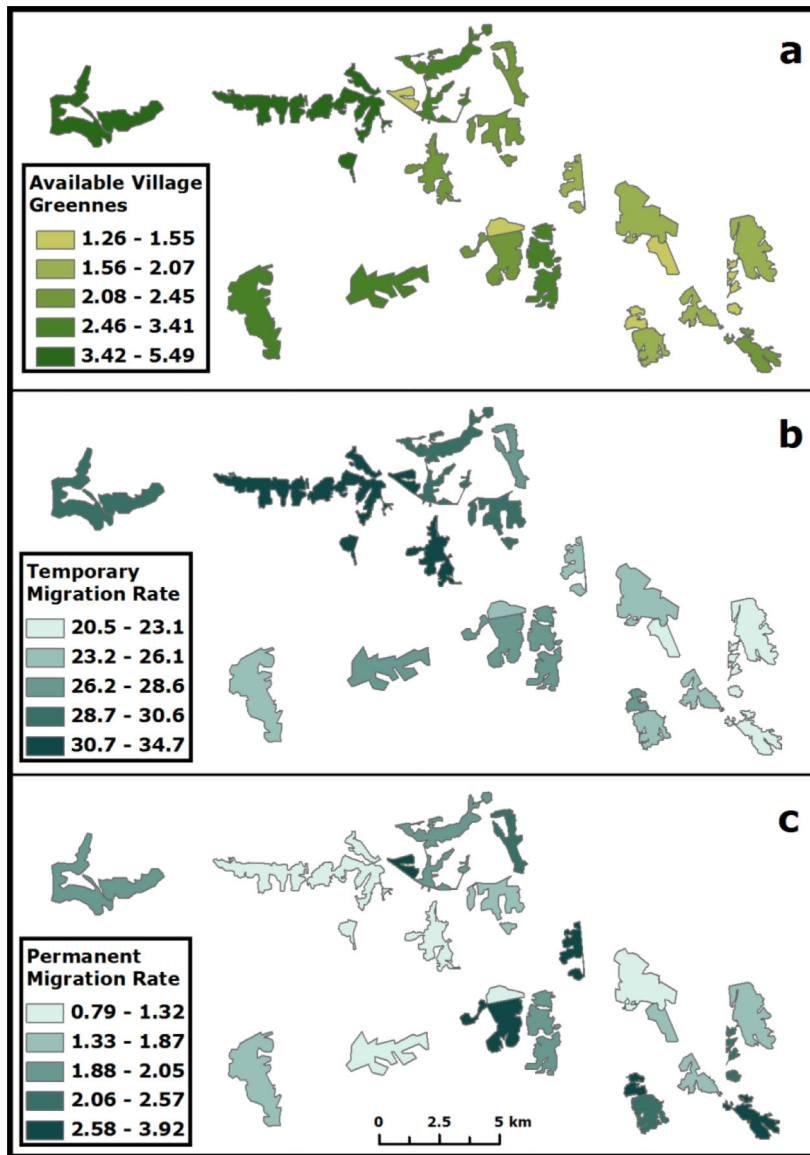 a
Available Village
Greennes
1.26 - 1.55
1.56 - 2.07
2.08 - 2.45
2.46 - 3.41
3.42 - 5.49
b
Temporary
Migration Rate
20.5 - 23.1
23.2 - 26.1
26.2 - 28.6
28.7 - 30.6
30.7 - 34.7
c
Permanent
Migration Rate
0.79 - 1.32
1.33 - 1.87
1.88 - 2.05
2.06 - 2.57
2.58 - 3.92
0 2.5 5 km